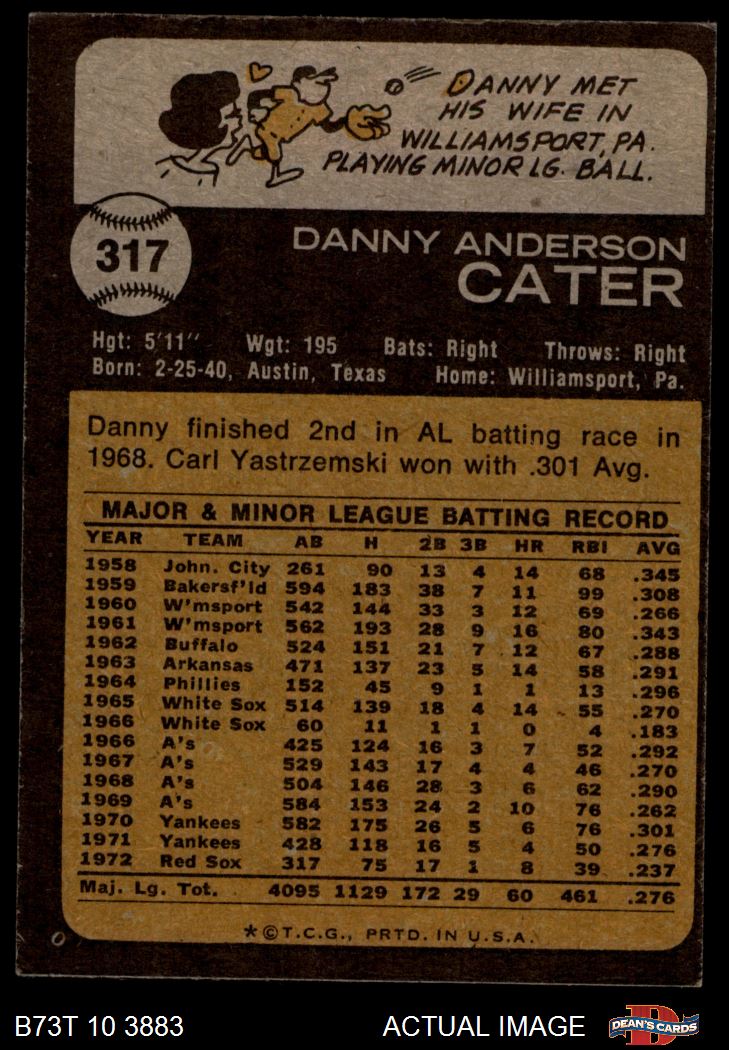 DANNY MET
HIS WIFE IN
WILLIAMSPORT, PA.
PLAYING MINOR LG. BALL.
317
DANNY ANDERSON
CATER
Hgt: 5'11" Wgt: 195 Bats: Right Throws: Right
Born: 2-25-40, Austin, Texas Home: Williamsport, Pa.
Danny finished 2nd in AL batting race in
1968. Carl Yastrzemski won with .301 Avg.
MAJOR & MINOR LEAGUE BATTING RECORD
YEAR TEAM AB H 2B 3B HR RBI AVG
1958 John. City 261 90 13 4 14 68 .345
1959 Bakersf'ld 594 183 38 7 11 99 .308
1960 W'msport 542 144 33 3 12 69 .266
1961 W'msport 562 193 28 9 16 80 .343
1962 Buffalo 524 151 21 7 12 67 .288
1963 Arkansas 471 137 23 5 14 58 .291
1964 Phillies 152 45 9 1 1 13 .296
1965 White Sox 514 139 18 4 14 55 .270
1966 White Sox 60 11 1 1 0 4 .183
1966 A's 425 124 16 3 7 52 .292
1967 A's 529 143 17 4 4 46 .270
1968 A's 504 146 28 3 6 62 .290
1969 A's 584 153 24 2 10 76 .262
1970 Yankees 582 175 26 5 6 76 .301
1971 Yankees 428 118 16 5 4 50 .276
1972 Red Sox 317 75 17 1 8 39 .237
Maj. Lg. Tot. 4095 1129 172 29 60 461 .276
*©T.C.G., PRTD. IN U.S.A.
B73T 10 3883 ACTUAL IMAGE D DEAN'S CARDS